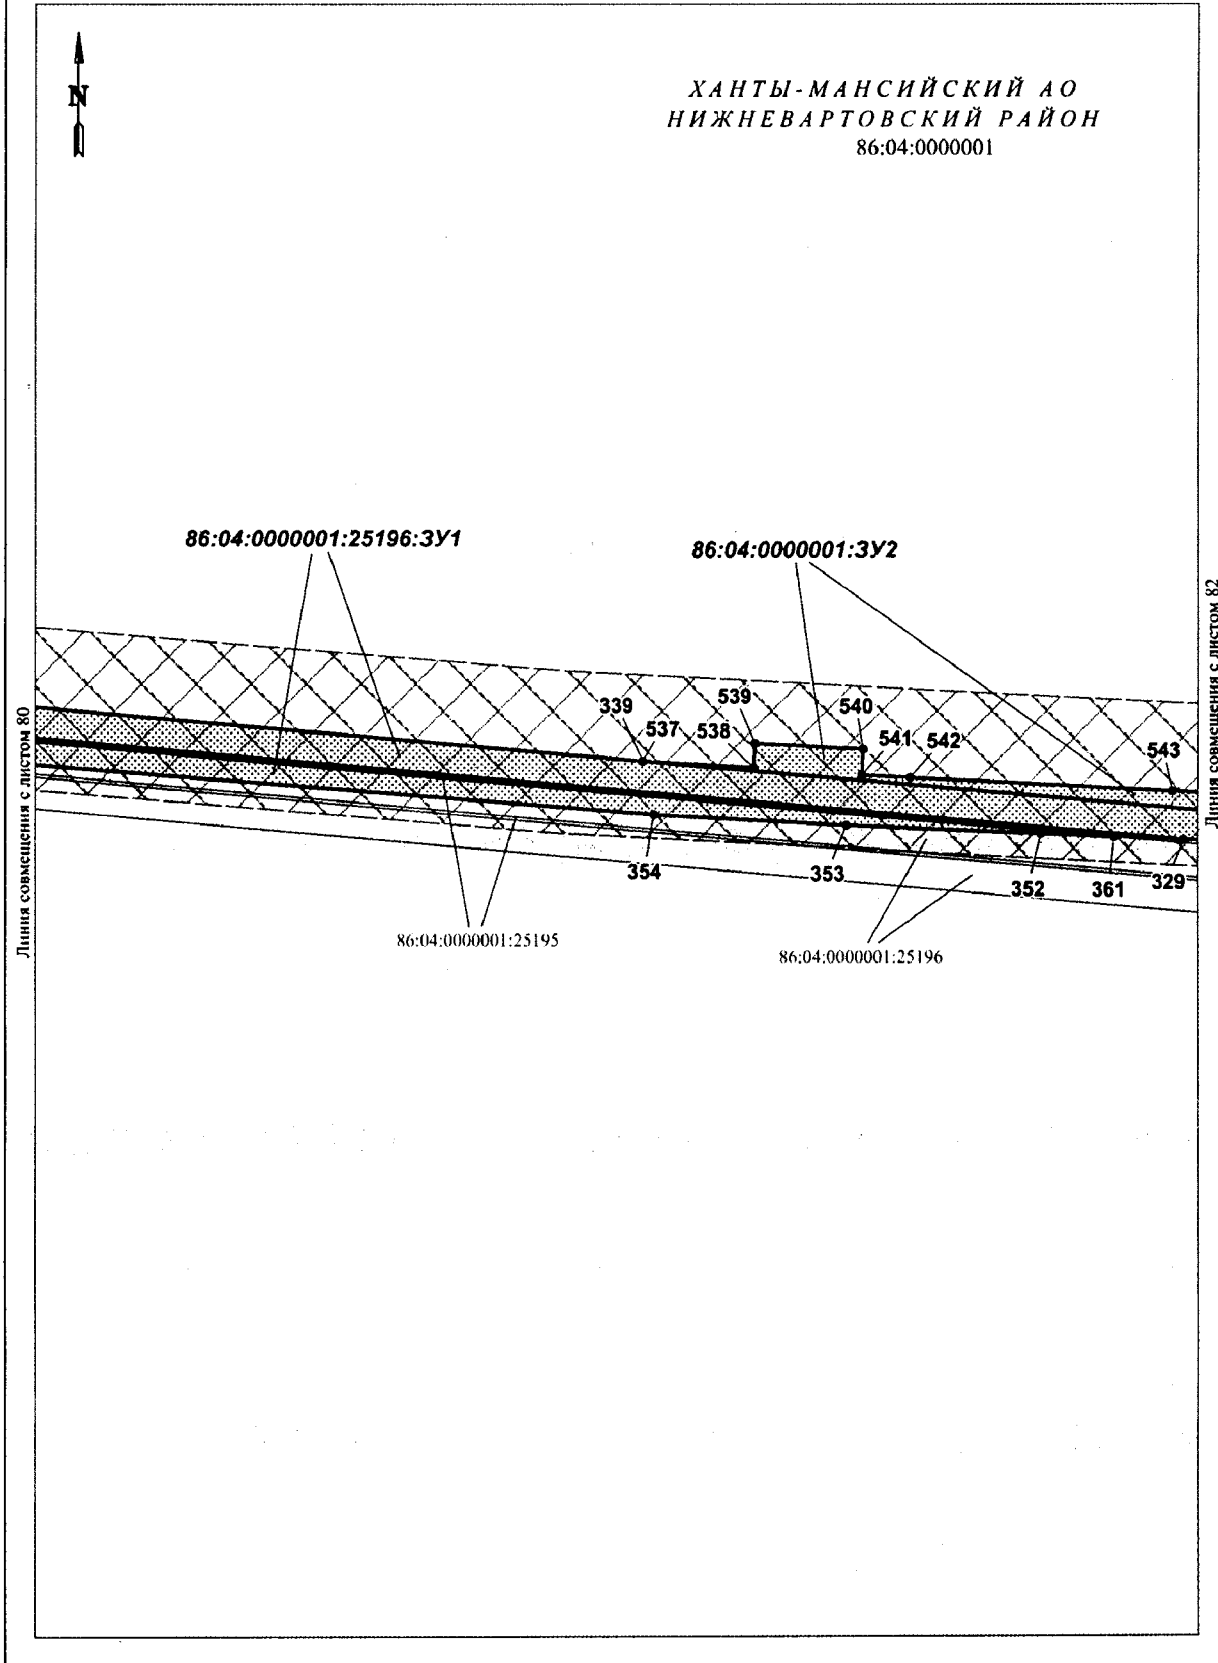 N
ХАНТЫ-МАНСИЙСКИЙ АО
НИЖНЕВАРТОВСКИЙ РАЙОН
86:04:0000001
86:04:0000001:25196:ЗУ1
86:04:0000001:ЗУ2
Линия совмещения с листом 80
Линия совмещения с листом 82
339
537
538
539
540
541
542
543
354
353
352
361
329
86:04:0000001:25195
86:04:0000001:25196